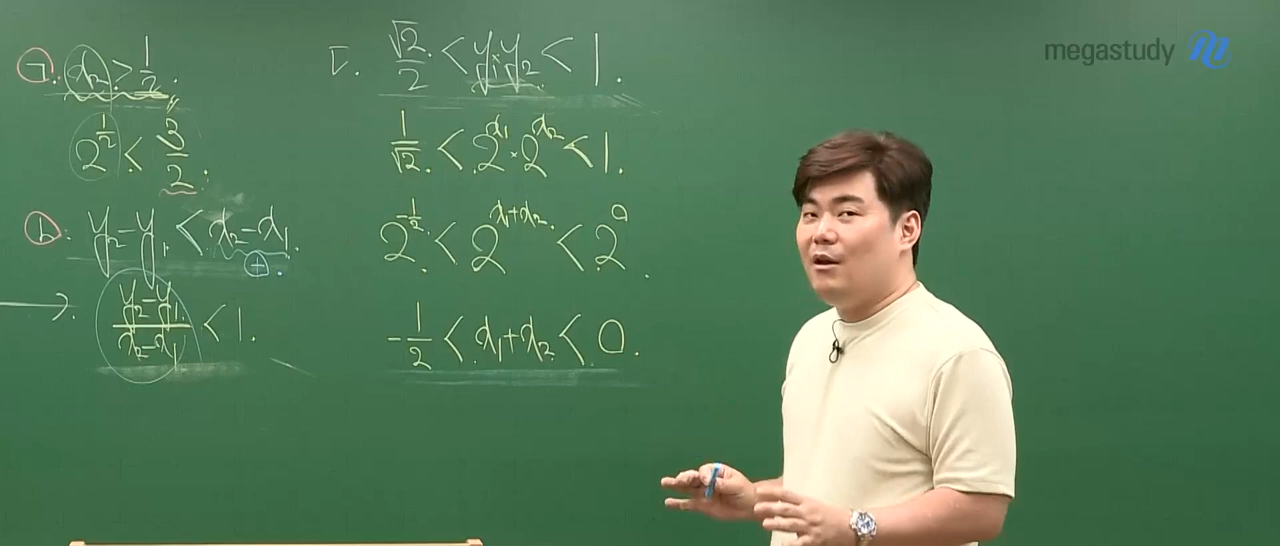 ㄱ. x₂ > 1/2.
2^(1/2) < 3/2.
ㄴ. y₂-y₁ < x₂-x₁.
⊕
→. (y₂-y₁)/(x₂-x₁) < 1.
ㄷ. √2/2 < y₁·y₂ < 1.
1/√2 < 2^(x₁)·2^(x₂) < 1.
2^(-1/2) < 2^(x₁+x₂) < 2^0.
-1/2 < x₁+x₂ < 0.
megastudy M